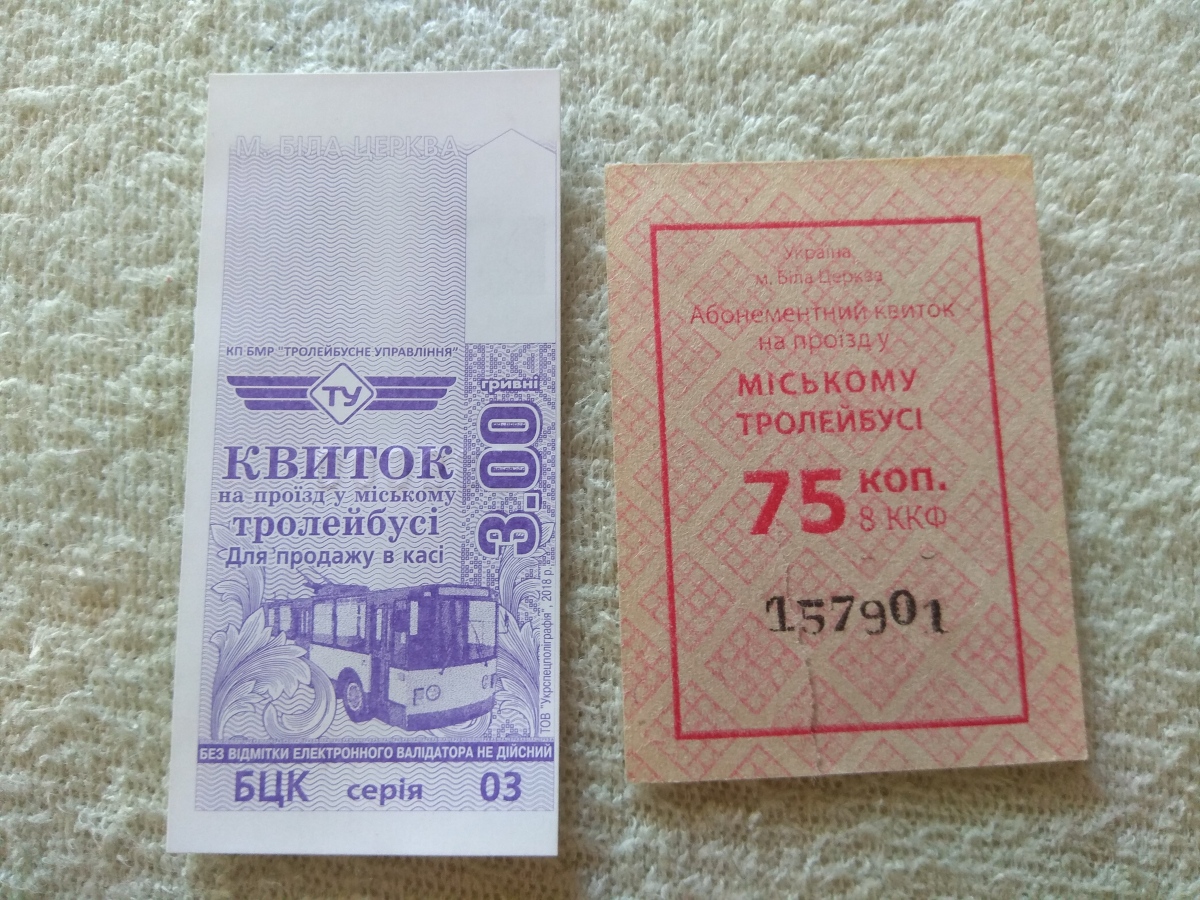 М. БІЛА ЦЕРКВА
КП БМР "ТРОЛЕЙБУСНЕ УПРАВЛІННЯ"
ТУ
КВИТОК
на проїзд у міському
тролейбусі
Для продажу в касі
3.00 гривні
ТОВ "Укрспецполіграфія", 2018 р.
БЕЗ ВІДМІТКИ ЕЛЕКТРОННОГО ВАЛІДАТОРА НЕ ДІЙСНИЙ
БЦК серія 03
Україна
м. Біла Церква
Абонементний квиток
на проїзд у
МІСЬКОМУ
ТРОЛЕЙБУСІ
75 коп.
8 ККФ
157901